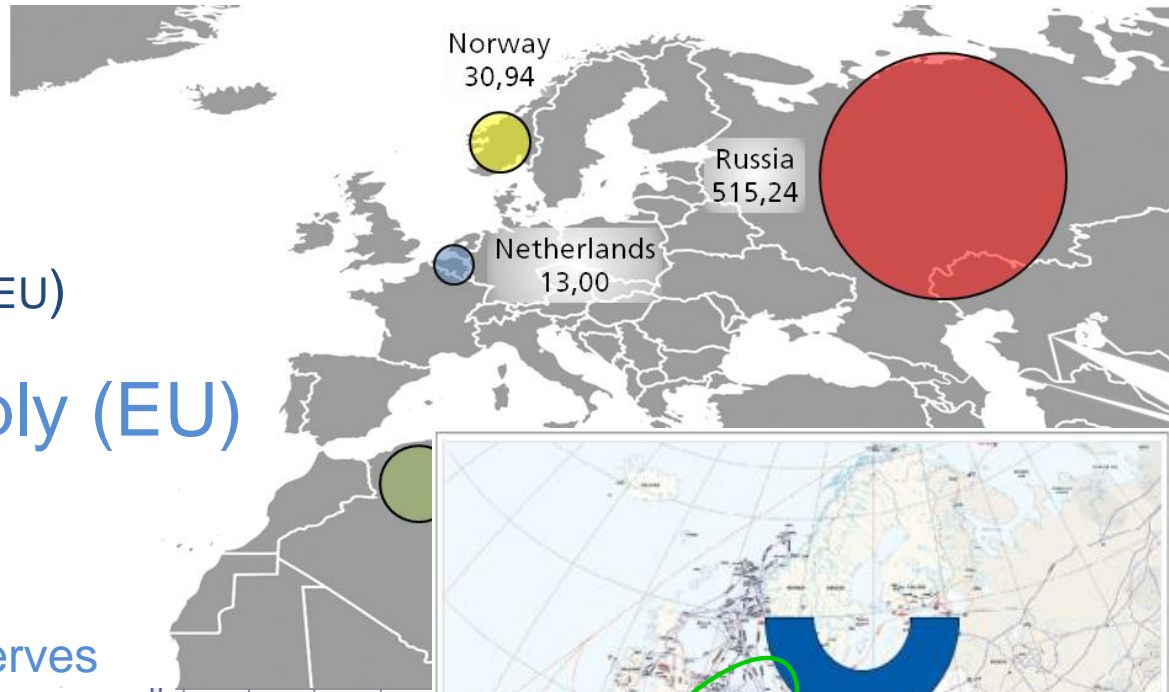 Norway
30,94
Russia
515,24
Netherlands
13,00
EU)
ply (EU)
erves